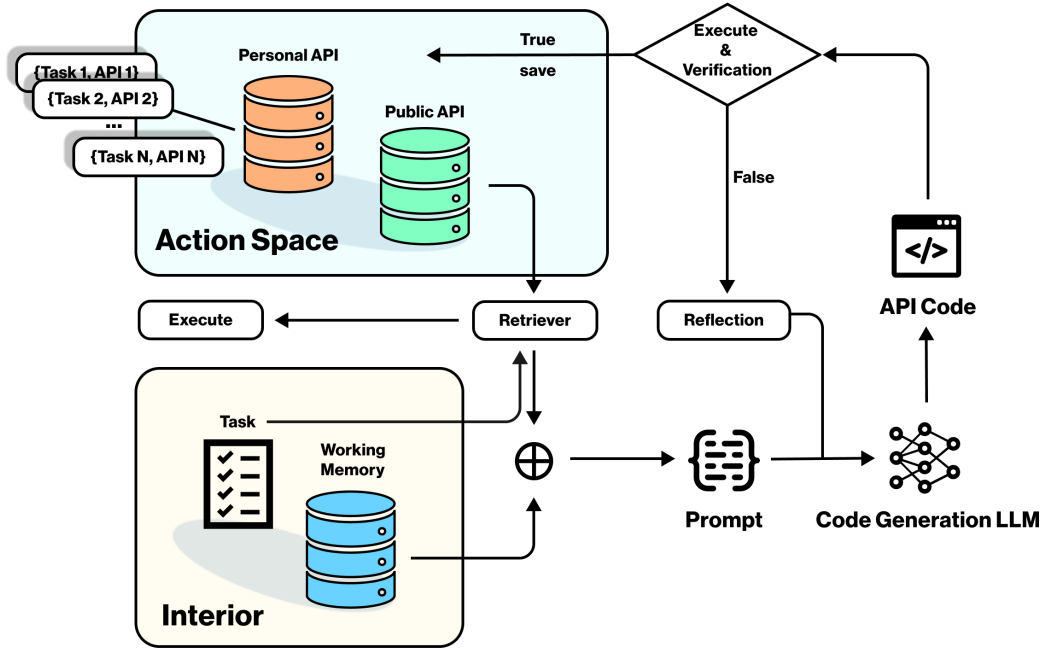 Personal API
{Task 1, API 1}
{Task 2, API 2}
...
{Task N, API N}
Public API
Action Space
True
save
Execute
&
Verification
False
</>
API Code
Execute
Retriever
Reflection
Task
Working
Memory
Interior
Prompt
Code Generation LLM